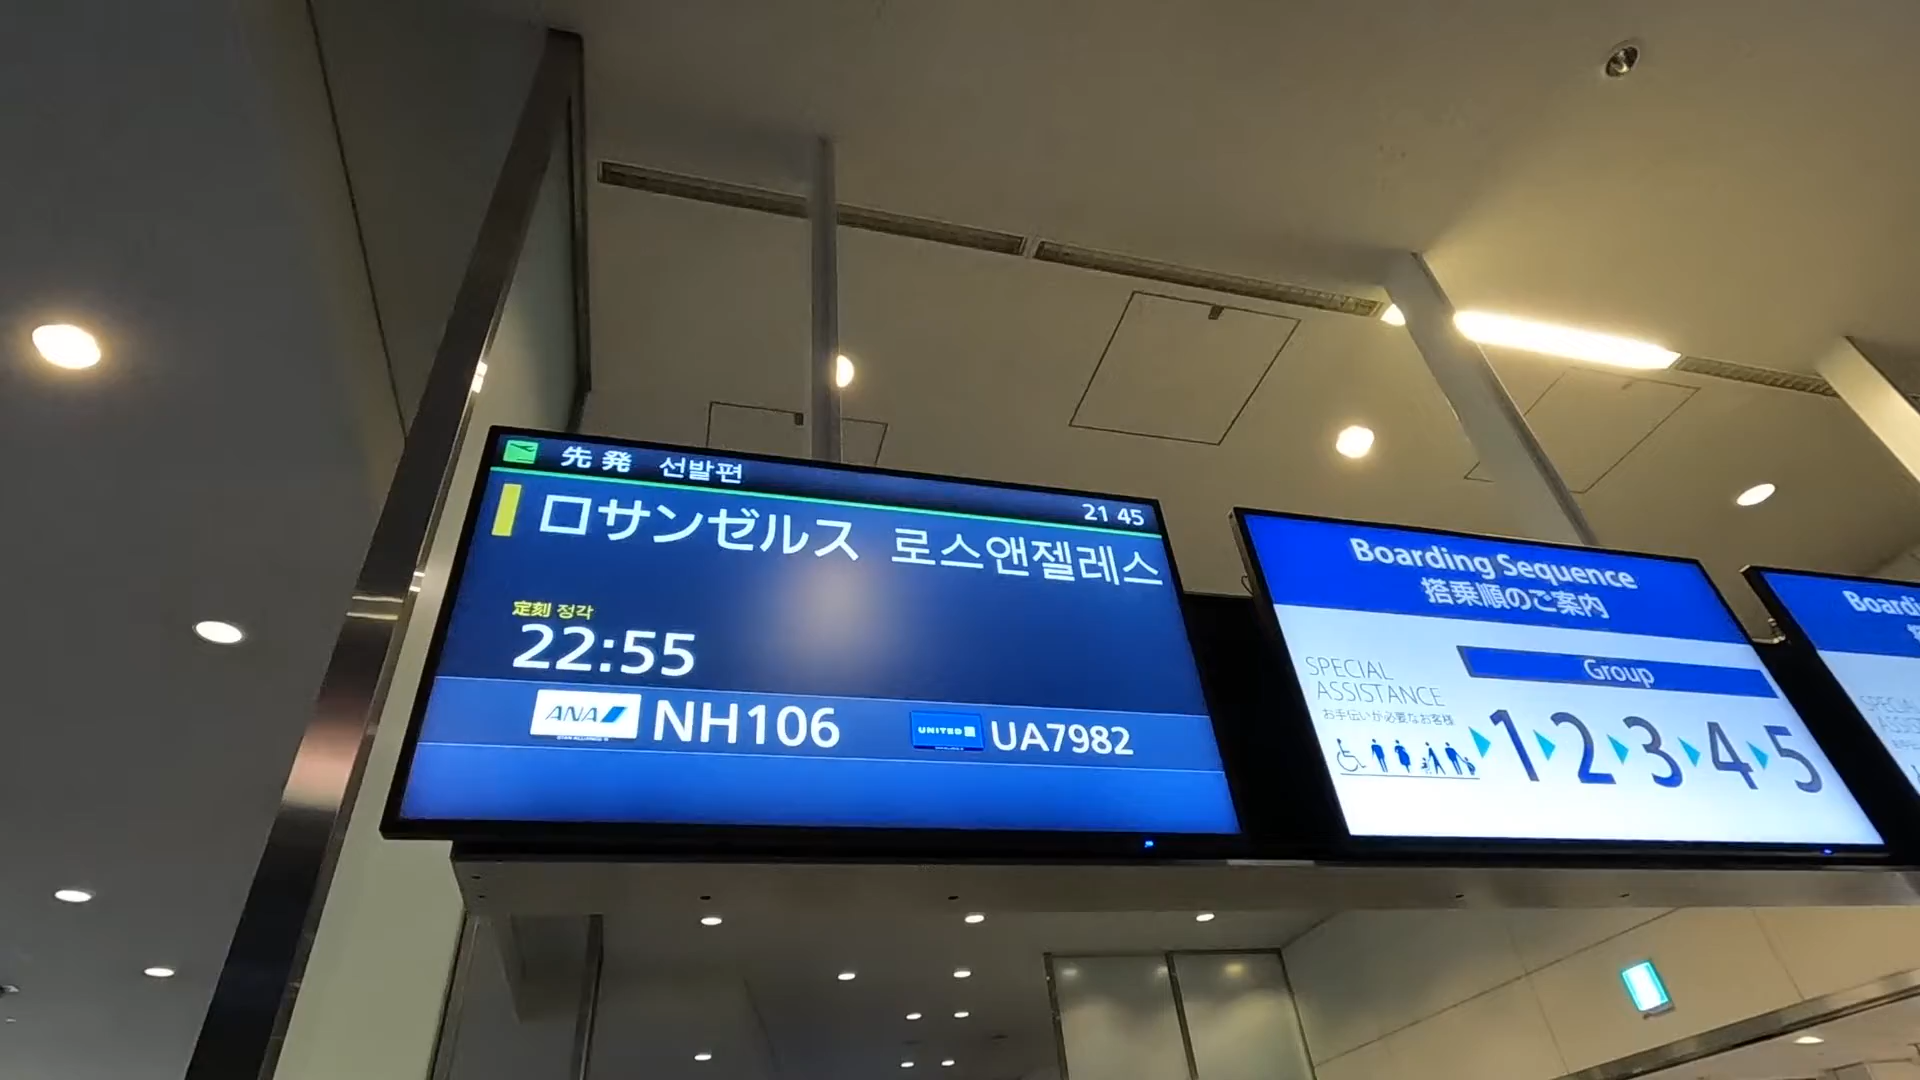 先発 선발편
21 45
ロサンゼルス 로스앤젤레스
定刻 정각
22:55
ANA NH106 UNITED UA7982
Boarding Sequence
搭乗順のご案内
Group
SPECIAL
ASSISTANCE
お手伝いが必要なお客様
1 2 3 4 5